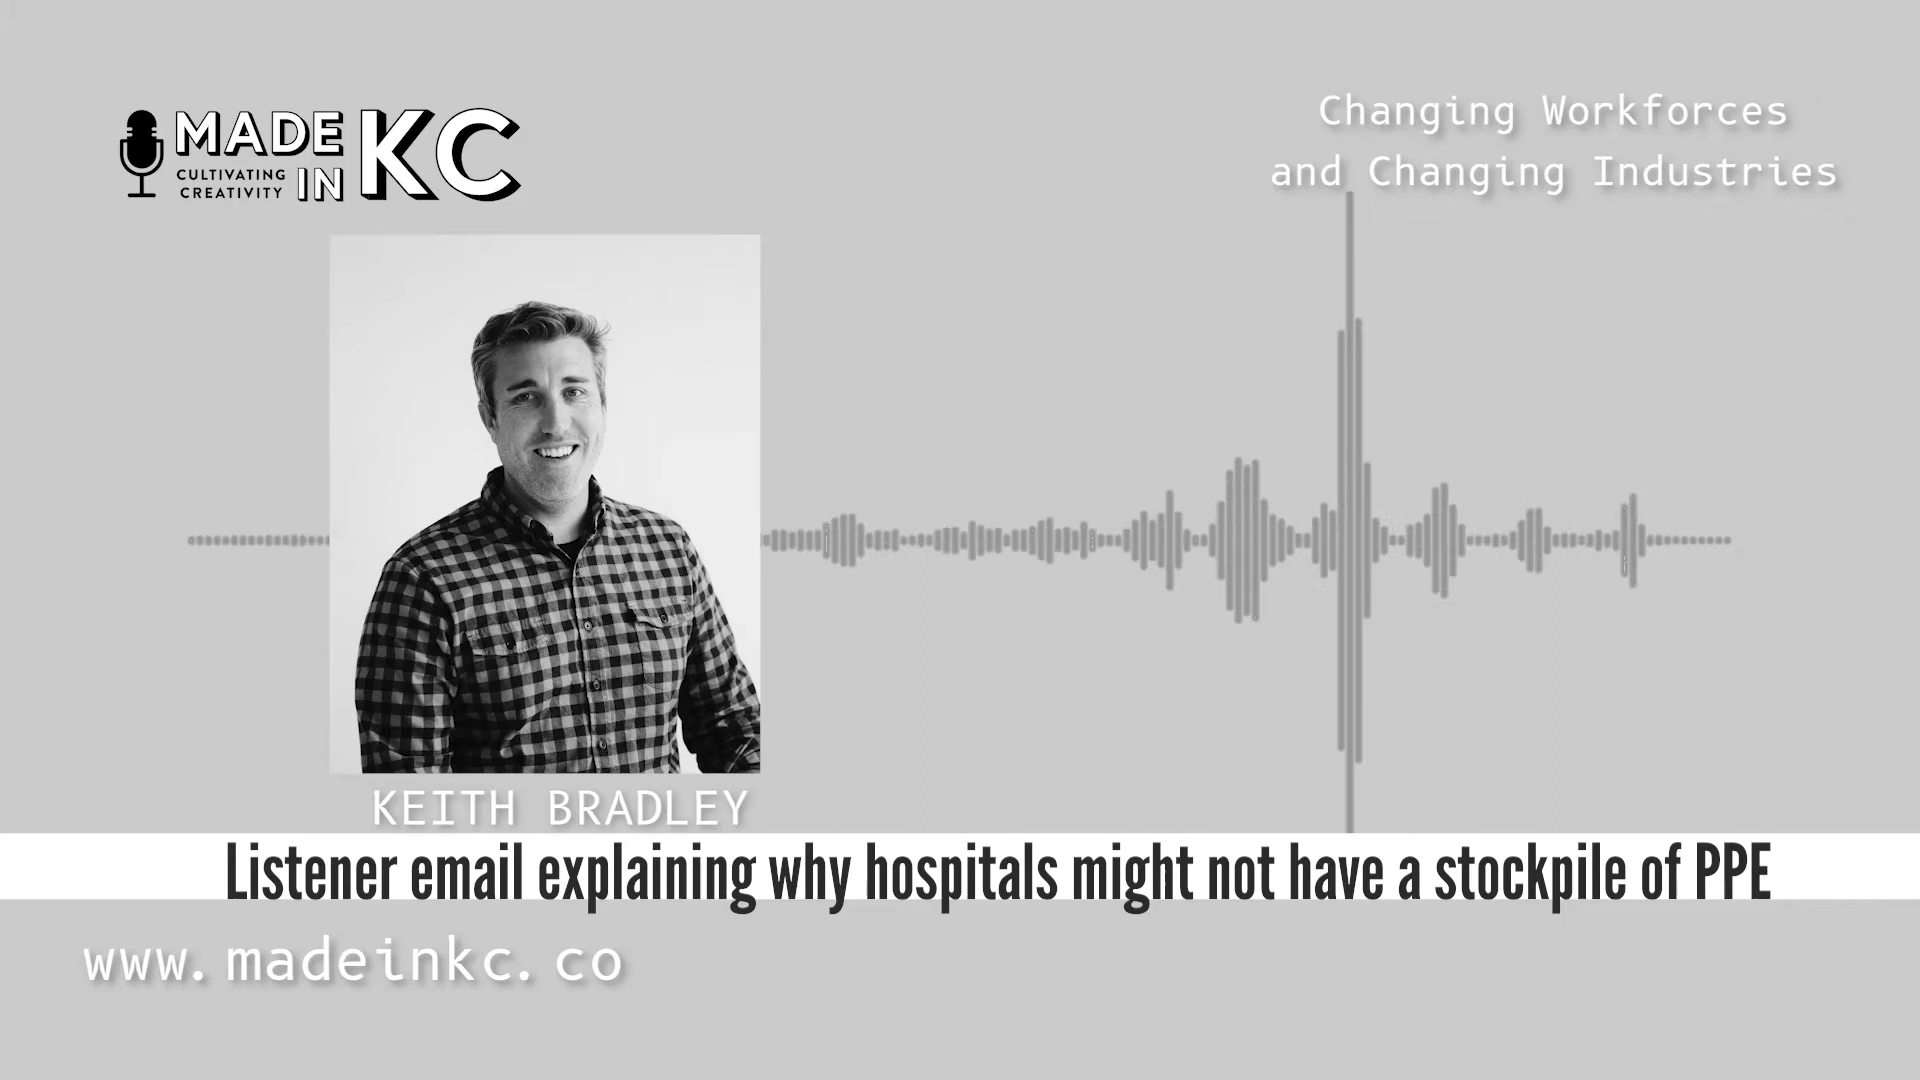 MADE
IN
KC
CULTIVATING
CREATIVITY
Changing Workforces
and Changing Industries
KEITH BRADLEY
Listener email explaining why hospitals might not have a stockpile of PPE
www.madeinkc.co